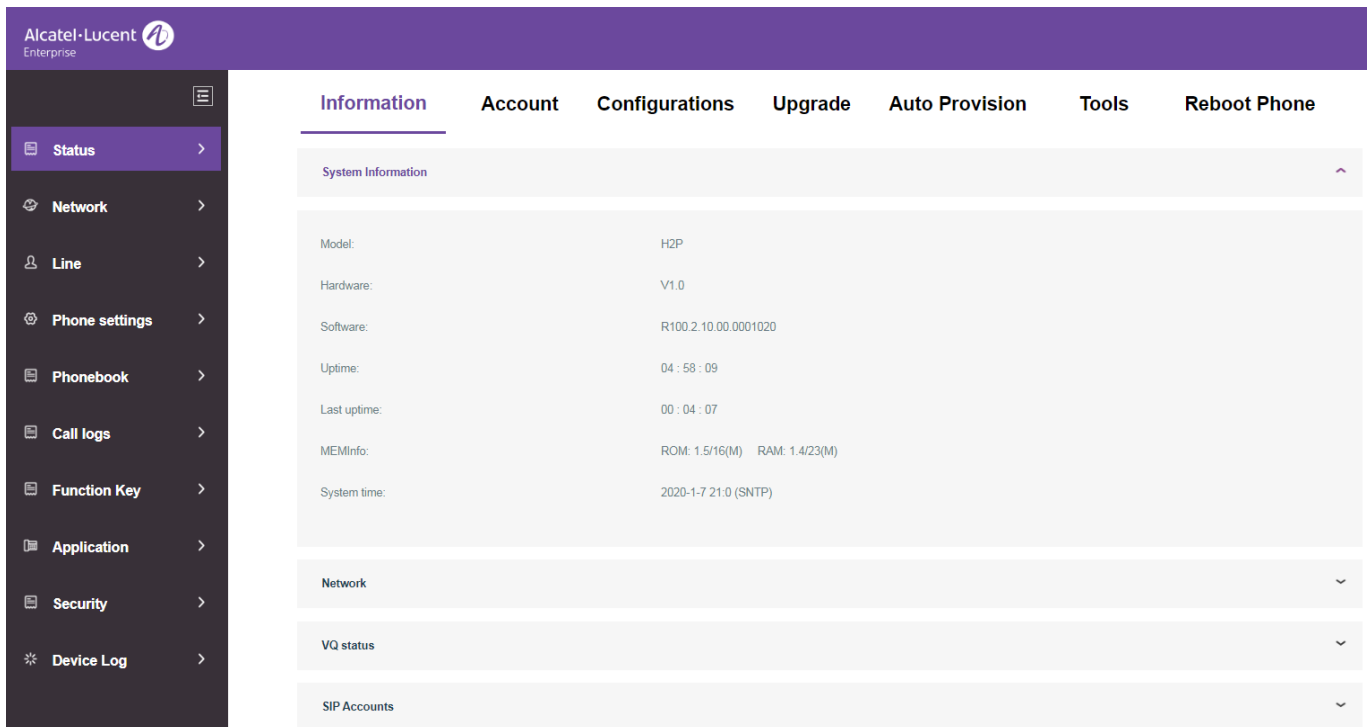 Alcatel·Lucent
Enterprise
Information Account Configurations Upgrade Auto Provision Tools Reboot Phone
Status
Network
Line
Phone settings
Phonebook
Call logs
Function Key
Application
Security
Device Log
System Information
Model: H2P
Hardware: V1.0
Software: R100.2.10.00.0001020
Uptime: 04 : 58 : 09
Last uptime: 00 : 04 : 07
MEMInfo: ROM: 1.5/16(M) RAM: 1.4/23(M)
System time: 2020-1-7 21:0 (SNTP)
Network
VQ status
SIP Accounts